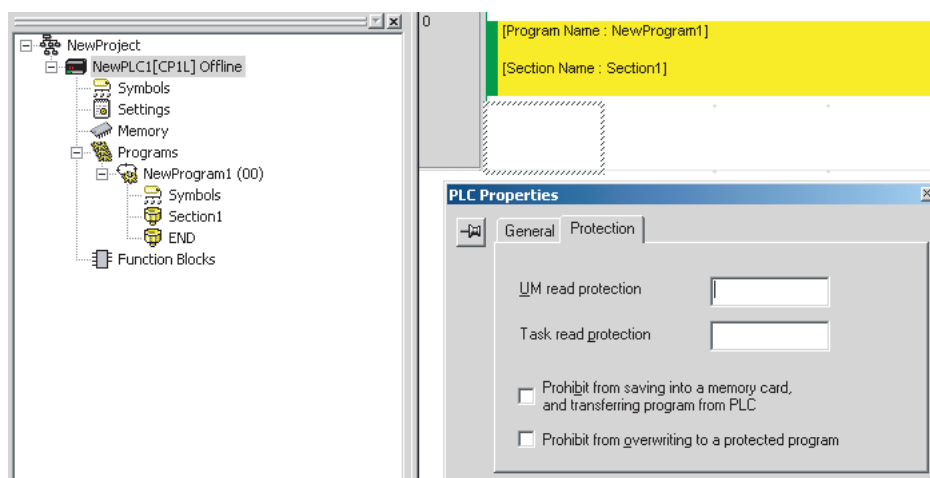 NewProject
NewPLC1[CP1L] Offline
Symbols
Settings
Memory
Programs
NewProgram1 (00)
Symbols
Section1
END
Function Blocks
0
[Program Name : NewProgram1]
[Section Name : Section1]
PLC Properties
General Protection
UM read protection
Task read protection
Prohibit from saving into a memory card,
and transferring program from PLC
Prohibit from overwriting to a protected program